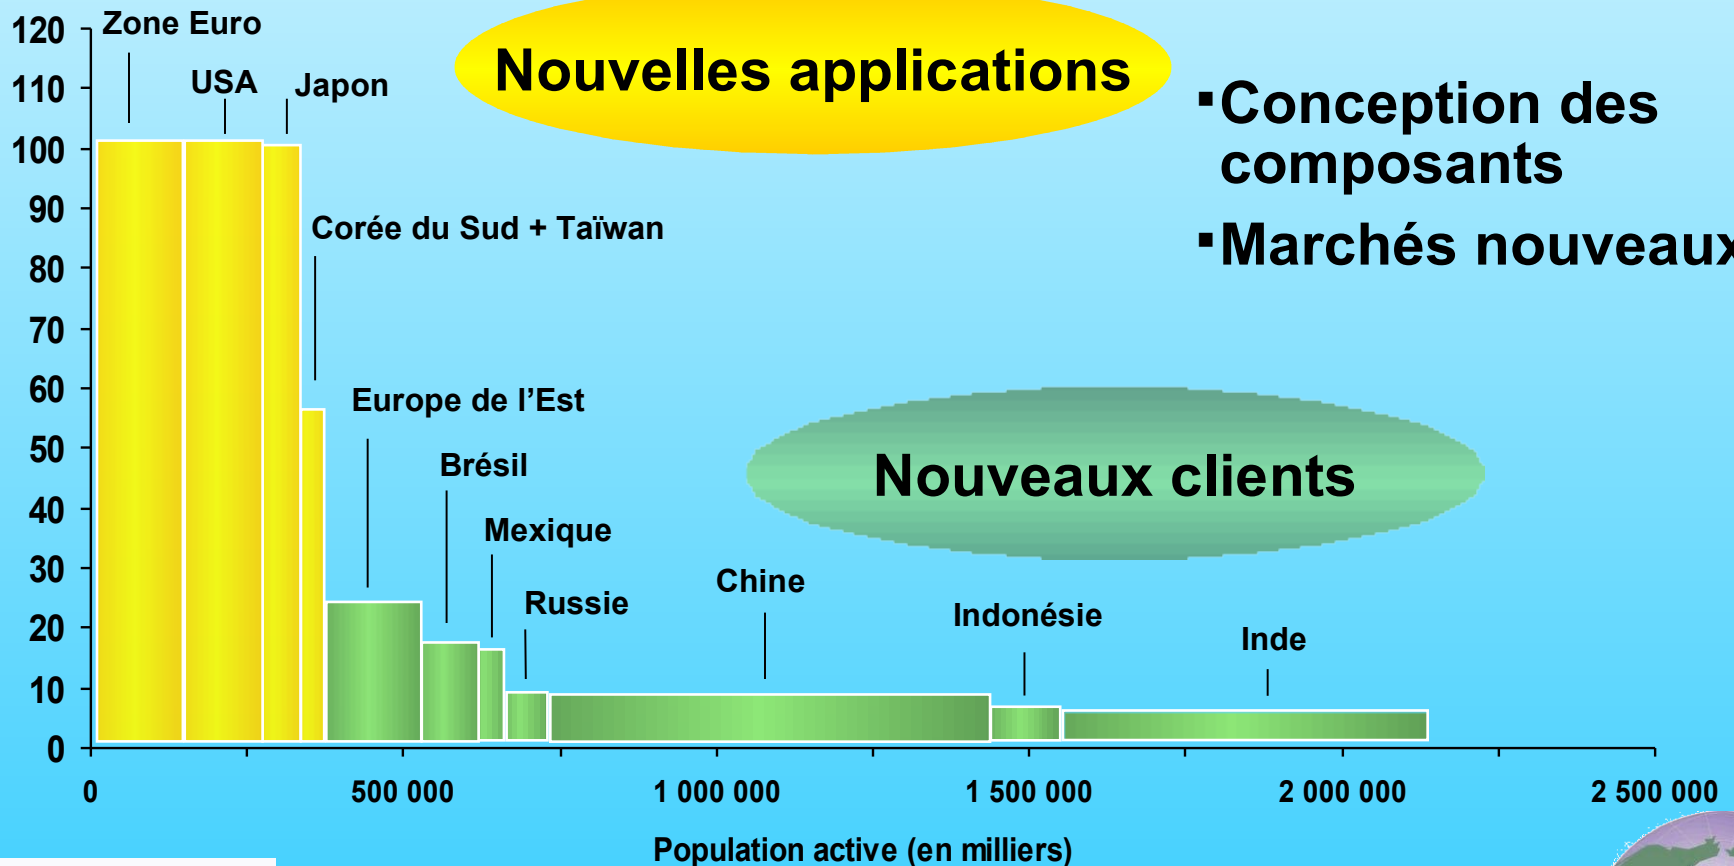 Nouvelles applications
▪Conception des
composants
▪Marchés nouveaux
Nouveaux clients
120
110
100
90
80
70
60
50
40
30
20
10
0
Zone Euro
USA
Japon
Corée du Sud + Taïwan
Europe de l’Est
Brésil
Mexique
Russie
Chine
Indonésie
Inde
0 500 000 1 000 000 1 500 000 2 000 000 2 500 000
Population active (en milliers)